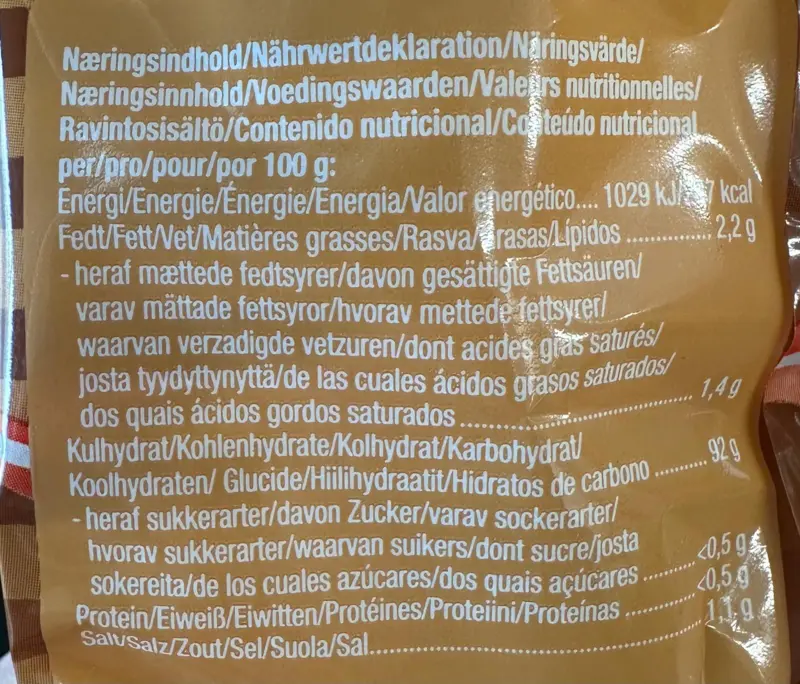 Næringsindhold/Nährwertdeklaration/Näringsvärde/
Næringsinnhold/Voedingswaarden/Valeurs nutritionnelles/
Ravintosisältö/Contenido nutricional/Conteúdo nutricional
per/pro/pour/por 100 g:
Energi/Energie/Énergie/Energia/Valor energético.... 1029 kJ/ kcal
Fedt/Fett/Vet/Matières grasses/Rasva/Grasas/Lípidos .............. 2,2 g
- heraf mættede fedtsyrer/davon gesättigte Fettsäuren/
varav mättade fettsyror/hvorav mettede fettsyrer/
waarvan verzadigde vetzuren/dont acides gras saturés/
josta tyydyttynyttä/de las cuales ácidos grasos saturados/
dos quais ácidos gordos saturados........................................ 1,4 g
Kulhydrat/Kohlenhydrate/Kolhydrat/Karbohydrat/
Koolhydraten/ Glucide/Hiilihydraatit/Hidratos de carbono .......... 92 g
- heraf sukkerarter/davon Zucker/varav sockerarter/
hvorav sukkerarter/waarvan suikers/dont sucre/josta
sokereita/de los cuales azúcares/dos quais açúcares .......... <0,5 g
Protein/Eiweiß/Eiwitten/Protéines/Proteiini/Proteínas .............. <0,5 g
Salt/Salz/Zout/Sel/Suola/Sal.................................................... 1,1 g